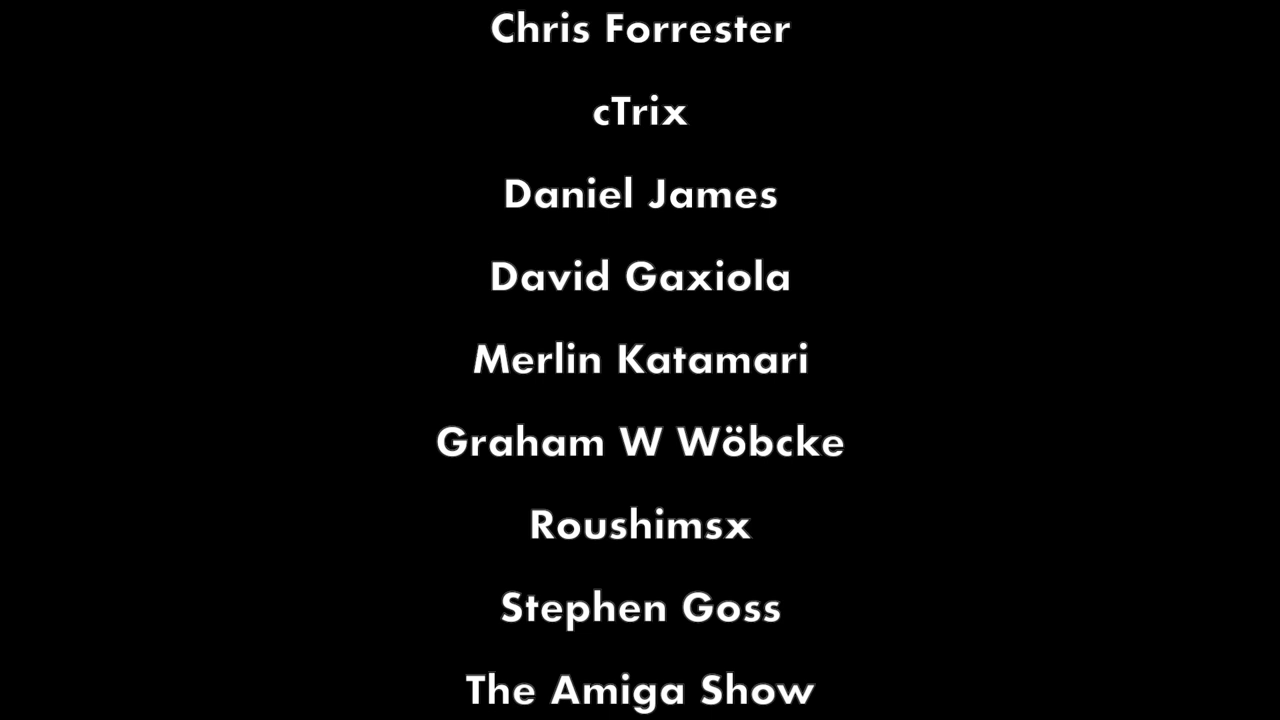 Chris Forrester
cTrix
Daniel James
David Gaxiola
Merlin Katamari
Graham W Wöbcke
Roushimsx
Stephen Goss
The Amiga Show